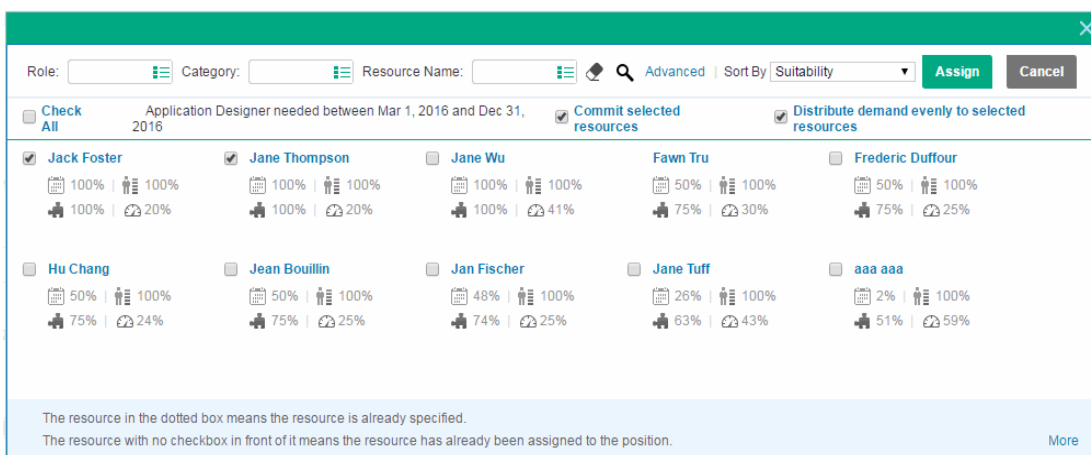 Role: Category: Resource Name: Advanced | Sort By Suitability Assign Cancel
Check All Application Designer needed between Mar 1, 2016 and Dec 31, 2016 Commit selected resources Distribute demand evenly to selected resources
Jack Foster Jane Thompson Jane Wu Fawn Tru Frederic Duffour
100% | 100% 100% | 100% 100% | 100% 50% | 100% 50% | 100%
100% | 20% 100% | 20% 100% | 41% 75% | 30% 75% | 25%
Hu Chang Jean Bouillin Jan Fischer Jane Tuff aaa aaa
50% | 100% 50% | 100% 48% | 100% 26% | 100% 2% | 100%
75% | 24% 75% | 25% 74% | 25% 63% | 43% 51% | 59%
The resource in the dotted box means the resource is already specified.
The resource with no checkbox in front of it means the resource has already been assigned to the position. More